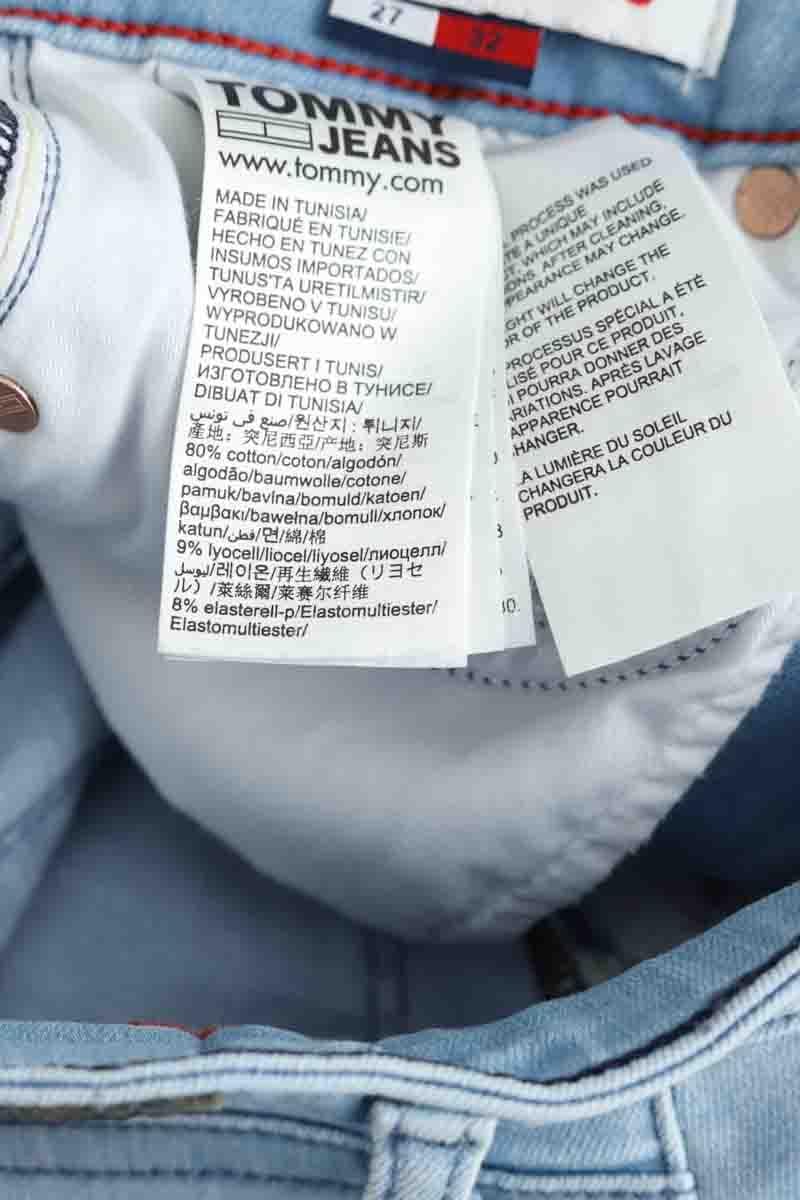 27 32
TOMMY
JEANS
www.tommy.com
MADE IN TUNISIA/
FABRIQUÉ EN TUNISIE/
HECHO EN TUNEZ CON
INSUMOS IMPORTADOS/
TUNUS'TA URETILMISTIR/
VYROBENO V TUNISU/
WYPRODUKOWANO W
TUNEZJI/
PRODUSERT I TUNIS/
ИЗГОТОВЛЕНО В ТУНИСЕ/
DIBUAT DI TUNISIA/
صنع في تونس/원산지 : 튀니지/
產地：突尼西亞/产地：突尼斯
80% cotton/coton/algodón/
algodão/baumwolle/cotone/
pamuk/bavlna/bomuld/katoen/
βαμβακι/bawełna/bomull/хлопок/
katun/قطن/면/綿/棉
9% lyocell/liocel/liyosel/лиоцелл/
ليوسل/레이온/再生繊維（リヨセ
ル）/萊絲爾/莱赛尔纤维
8% elasterell-p/Elastomultiester/
Elastomultiester/
PROCESS WAS USED
A UNIQUE
WHICH MAY INCLUDE
AFTER CLEANING,
MAY CHANGE.
WILL CHANGE THE
OF THE PRODUCT.
PROCESSUS SPÉCIAL A ÉTÉ
POUR CE PRODUIT,
POURRA DONNER DES
APRÈS LAVAGE
APPARENCE POURRAIT
LA LUMIÈRE DU SOLEIL
CHANGERA LA COULEUR DU
PRODUIT.